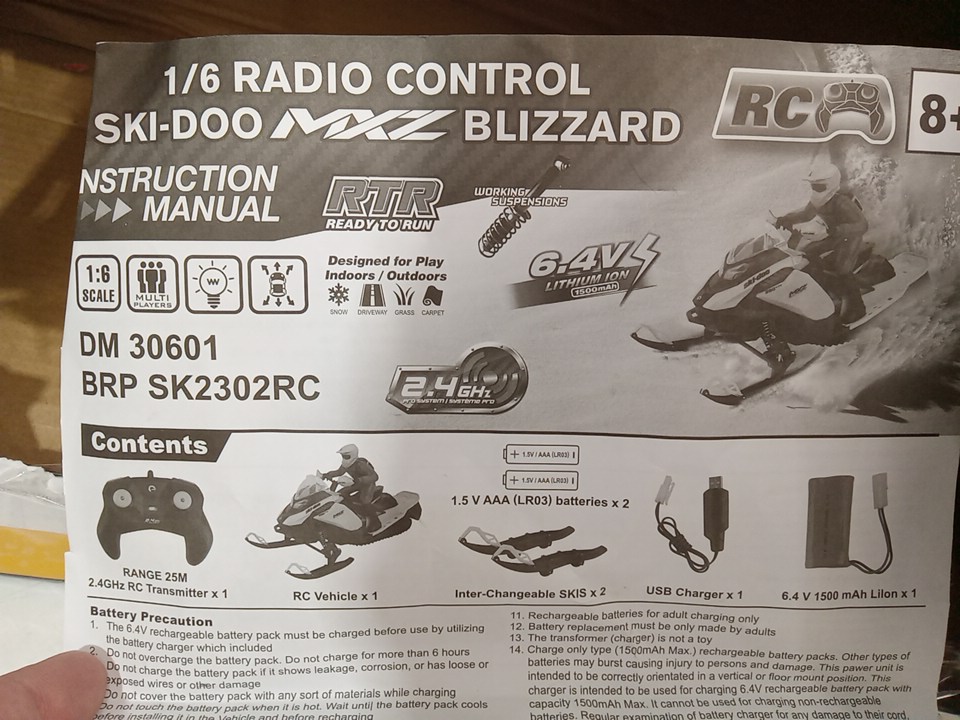 1/6 RADIO CONTROL
SKI-DOO MXZ BLIZZARD
RC
8+
NSTRUCTION
MANUAL
RTR
READY TO RUN
WORKING
SUSPENSIONS
6.4V
LITHIUM ION
1500mAh
1:6
SCALE
MULTI
PLAYERS
Designed for Play
Indoors / Outdoors
SNOW DRIVEWAY GRASS CARPET
DM 30601
BRP SK2302RC
2.4GHz
PRO SYSTEM / SYSTÈME PRO
Contents
+ 1.5V / AAA (LR03)
+ 1.5V / AAA (LR03)
1.5 V AAA (LR03) batteries x 2
RANGE 25M
2.4GHz RC Transmitter x 1
RC Vehicle x 1
Inter-Changeable SKIS x 2
USB Charger x 1
6.4 V 1500 mAh LiIon x 1
Battery Precaution
1. The 6.4V rechargeable battery pack must be charged before use by utilizing
the battery charger which included
2. Do not overcharge the battery pack. Do not charge for more than 6 hours
Do not charge the battery pack if it shows leakage, corrosion, or has loose or
exposed wires or other damage
Do not cover the battery pack with any sort of materials while charging
Do not touch the battery pack when it is hot. Wait until the battery pack cools
before installing it in the Vehicle and before recharging
11. Rechargeable batteries for adult charging only
12. Battery replacement must be only made by adults
13. The transformer (charger) is not a toy
14. Charge only type (1500mAh Max.) rechargeable battery packs. Other types of
batteries may burst causing injury to persons and damage. This pawer unit is
intended to be correctly orientated in a vertical or floor mount position. This
charger is intended to be used for charging 6.4V rechargeable battery pack with
capacity 1500mAh Max. It cannot be used for charging non-rechargeable
batteries. Regular examination of battery charger for any damage to their cord,